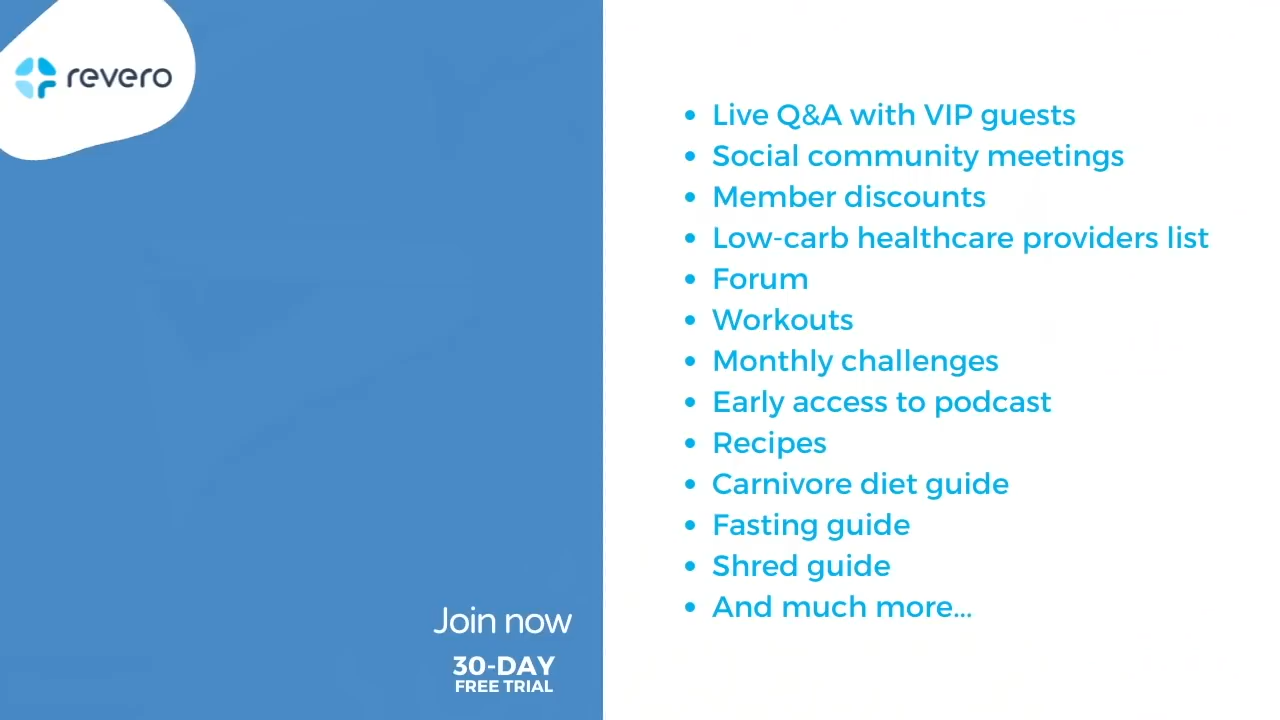 revero
Live Q&A with VIP guests
Social community meetings
Member discounts
Low-carb healthcare providers list
Forum
Workouts
Monthly challenges
Early access to podcast
Recipes
Carnivore diet guide
Fasting guide
Shred guide
And much more...
Join now
30-DAY
FREE TRIAL